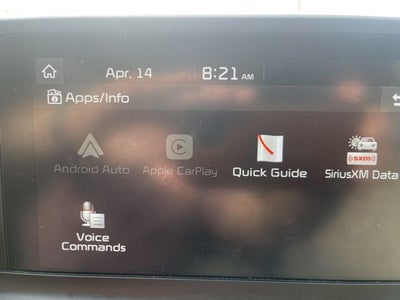 Apr. 14 8:21 AM
Apps/Info
Android Auto Apple CarPlay Quick Guide SiriusXM Data
sxm
Voice
Commands